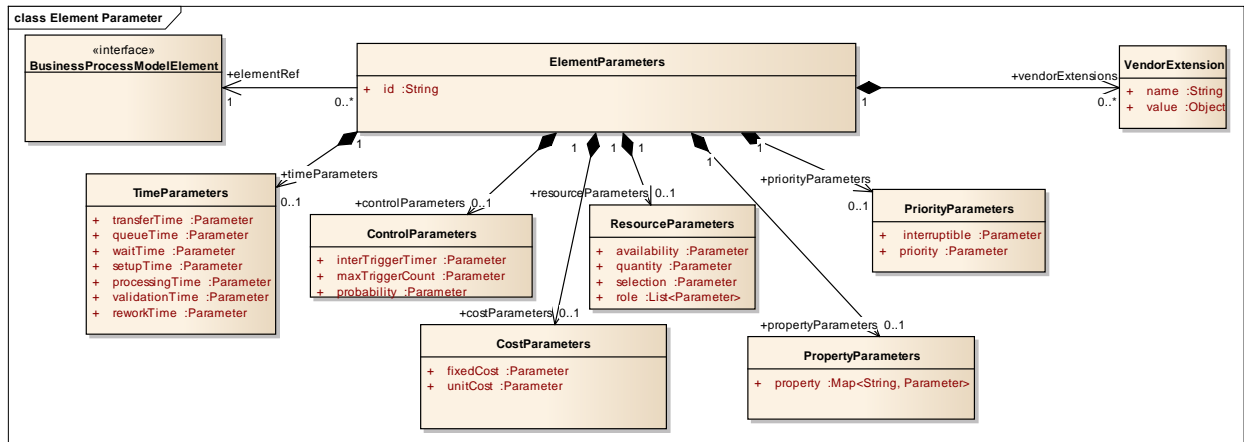 class Element Parameter
«interface»
BusinessProcessModelElement
+elementRef
1
0..*
ElementParameters
+ id :String
1
+vendorExtensions
0..*
VendorExtension
+ name :String
+ value :Object
1
+timeParameters
0..1
TimeParameters
+ transferTime :Parameter
+ queueTime :Parameter
+ waitTime :Parameter
+ setupTime :Parameter
+ processingTime :Parameter
+ validationTime :Parameter
+ reworkTime :Parameter
1
+controlParameters 0..1
ControlParameters
+ interTriggerTimer :Parameter
+ maxTriggerCount :Parameter
+ probability :Parameter
1
+costParameters 0..1
CostParameters
+ fixedCost :Parameter
+ unitCost :Parameter
1
+resourceParameters 0..1
ResourceParameters
+ availability :Parameter
+ quantity :Parameter
+ selection :Parameter
+ role :List<Parameter>
1
+propertyParameters 0..1
PropertyParameters
+ property :Map<String, Parameter>
1
+priorityParameters
0..1
PriorityParameters
+ interruptible :Parameter
+ priority :Parameter